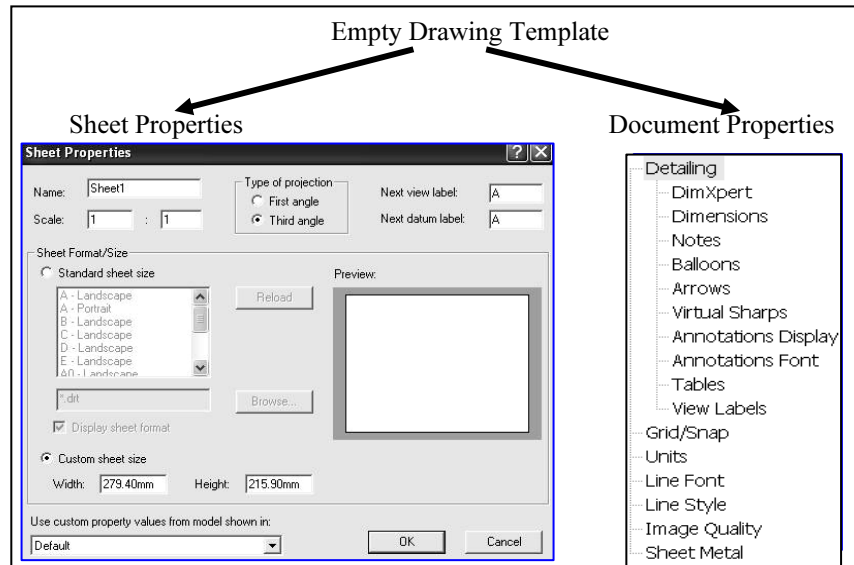 Empty Drawing Template
Sheet Properties
Document Properties
Sheet Properties
Name: Sheet1
Scale: 1 : 1
Type of projection
First angle
Third angle
Next view label: A
Next datum label: A
Sheet Format/Size
Standard sheet size
A - Landscape
A - Portrait
B - Landscape
C - Landscape
D - Landscape
E - Landscape
A0 - Landscape
Reload
*.drt
Browse...
Display sheet format
Custom sheet size
Width: 279.40mm Height: 215.90mm
Preview:
Use custom property values from model shown in:
Default
OK
Cancel
Detailing
DimXpert
Dimensions
Notes
Balloons
Arrows
Virtual Sharps
Annotations Display
Annotations Font
Tables
View Labels
Grid/Snap
Units
Line Font
Line Style
Image Quality
Sheet Metal